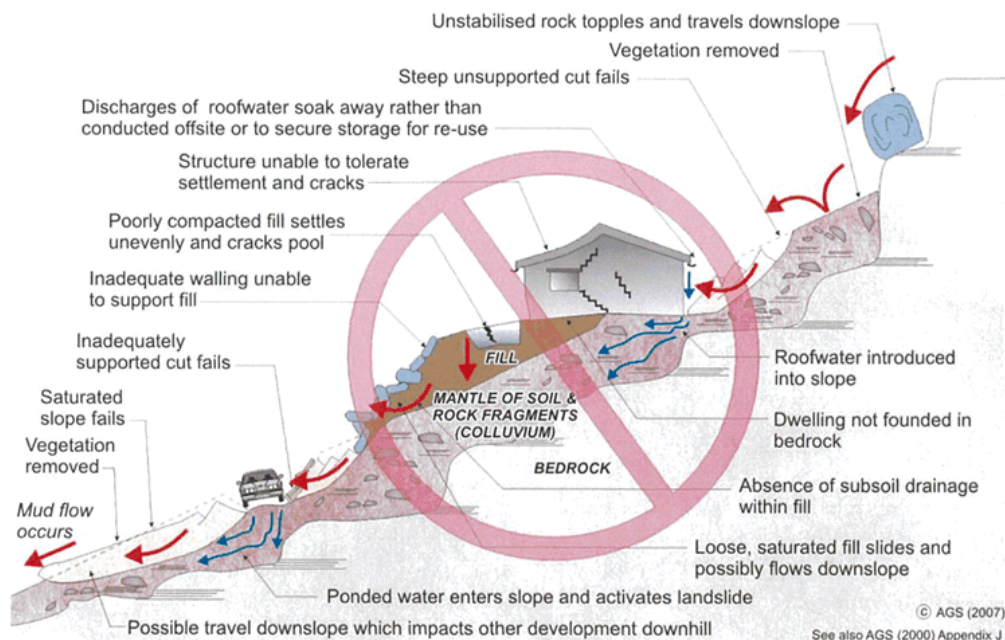 Unstabilised rock topples and travels downslope
Vegetation removed
Steep unsupported cut fails
Discharges of roofwater soak away rather than
conducted offsite or to secure storage for re-use
Structure unable to tolerate
settlement and cracks
Poorly compacted fill settles
unevenly and cracks pool
Inadequate walling unable
to support fill
Inadequately
supported cut fails
Saturated
slope fails
Vegetation
removed
Mud flow
occurs
FILL
MANTLE OF SOIL &
ROCK FRAGMENTS
(COLLUVIUM)
BEDROCK
Roofwater introduced
into slope
Dwelling not founded in
bedrock
Absence of subsoil drainage
within fill
Loose, saturated fill slides and
possibly flows downslope
Ponded water enters slope and activates landslide
Possible travel downslope which impacts other development downhill
© AGS (2007)
See also AGS (2000) Appendix J